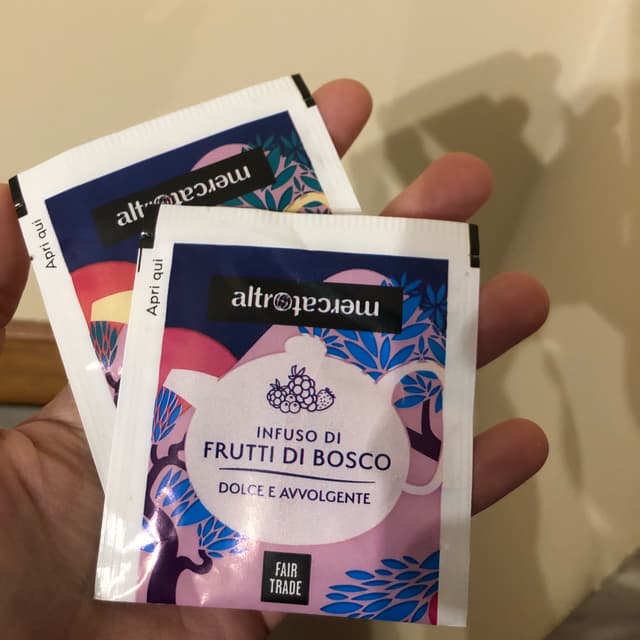 Apri qui
altromercato
Apri qui
altromercato
INFUSO DI
FRUTTI DI BOSCO
DOLCE E AVVOLGENTE
FAIR
TRADE